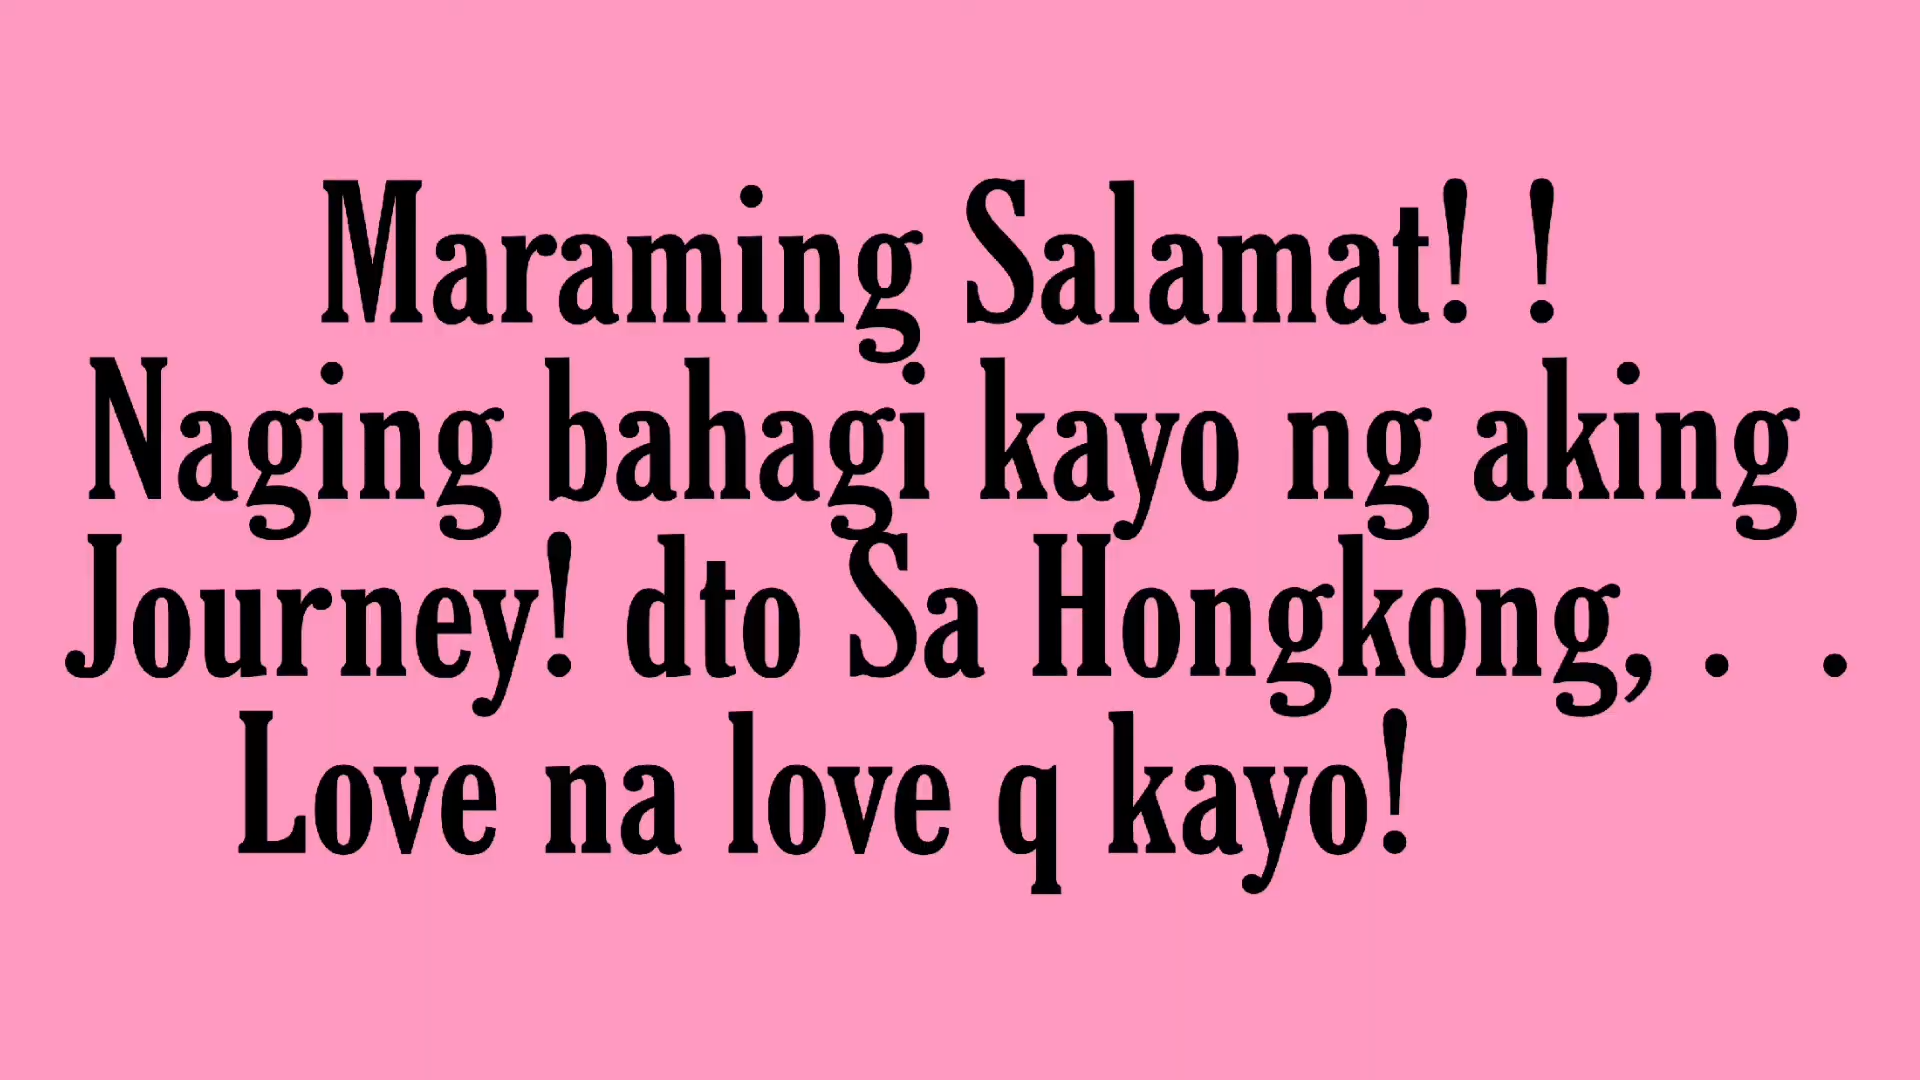 Maraming Salamat! !
Naging bahagi kayo ng aking
Journey! dto Sa Hongkong, . .
Love na love q kayo!